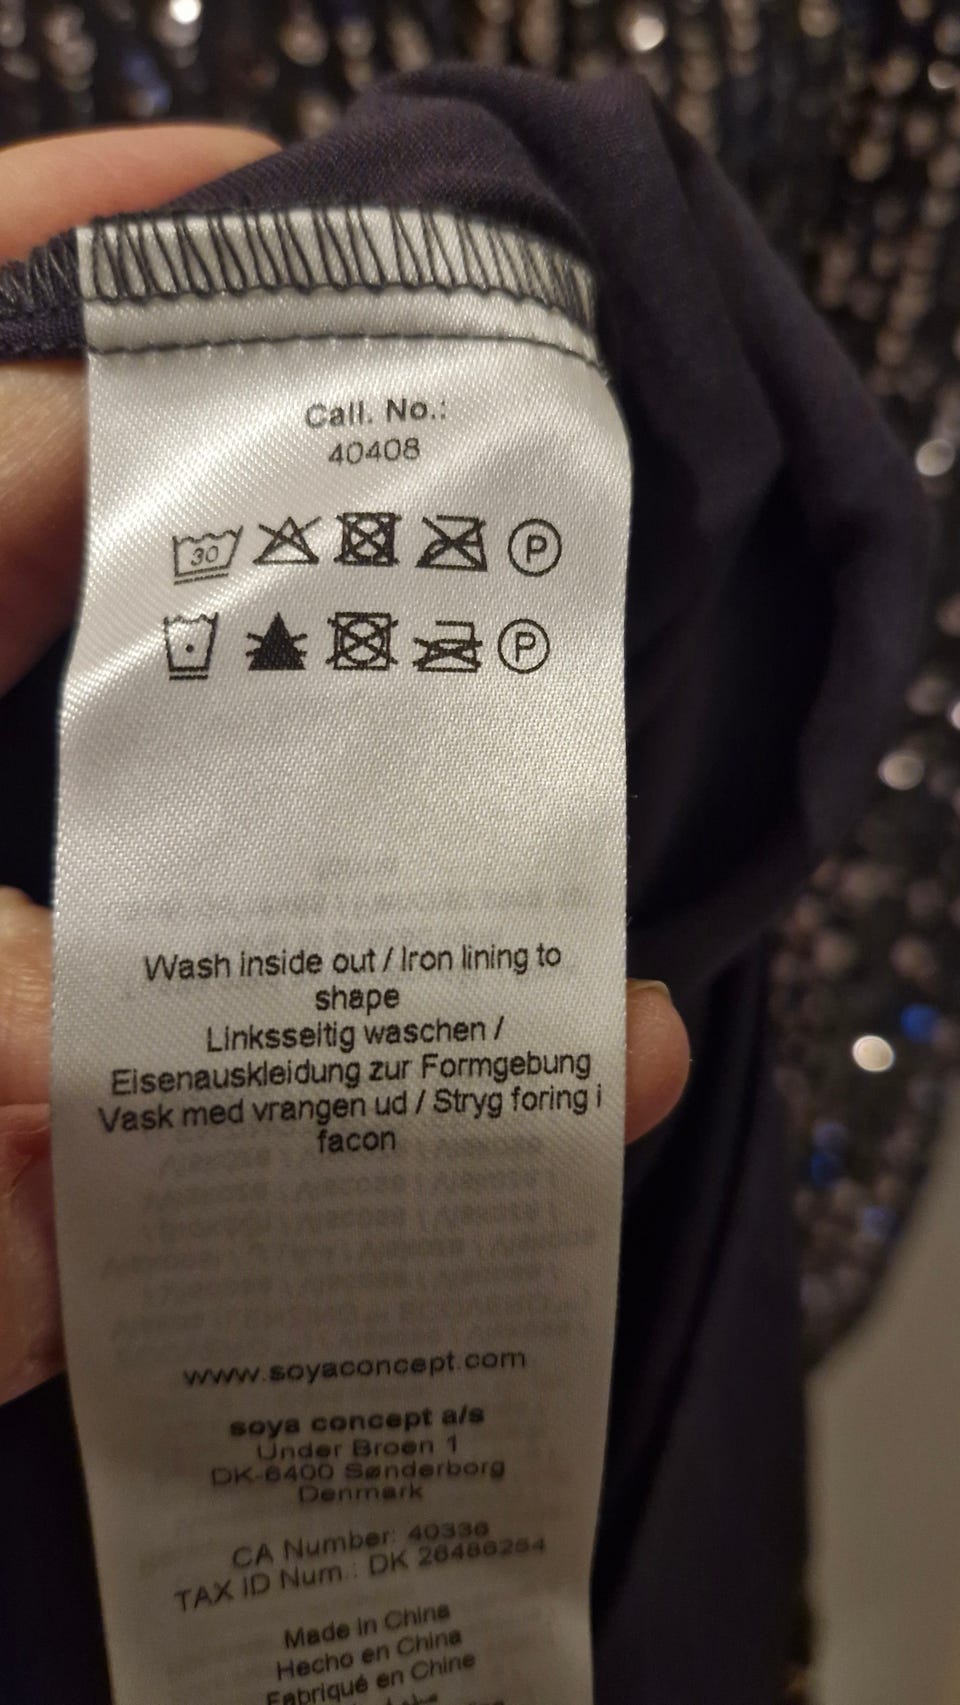 Call. No.:
40408
30
P
P
Wash inside out / Iron lining to
shape
Linksseitig waschen /
Eisenauskleidung zur Formgebung
Vask med vrangen ud / Stryg foring i
facon
www.soyaconcept.com
soya concept a/s
Under Broen 1
DK-6400 Sønderborg
Denmark
CA Number: 40336
TAX ID Num.: DK 26486254
Made in China
Hecho en China
Fabriqué en Chine